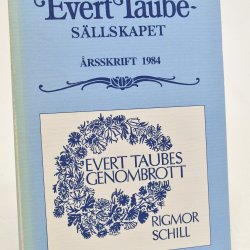 Evert Taube-
SÄLLSKAPET
ÅRSSKRIFT 1984
EVERT TAUBES
GENOMBROTT
RIGMOR
SCHILL